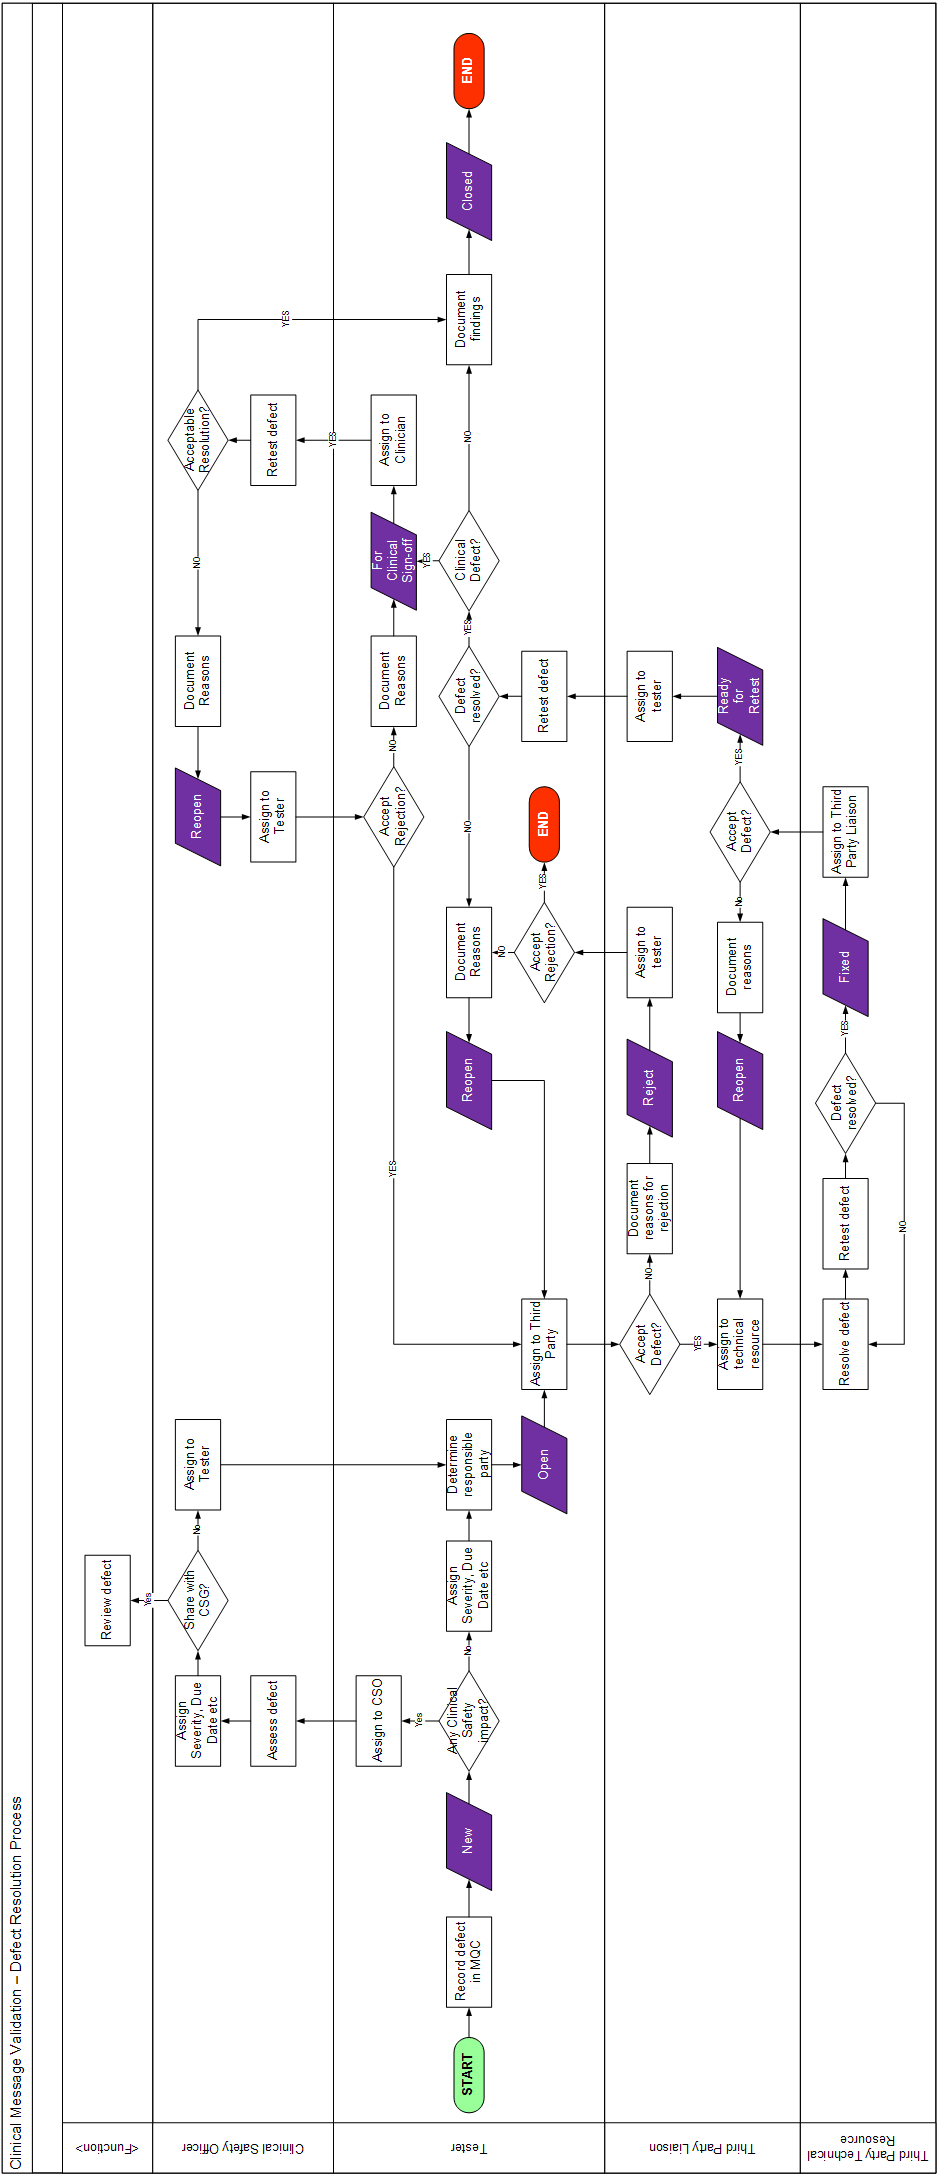 Clinical Message Validation – Defect Resolution Process
<Function>
Review defect
Clinical Safety Officer
Assign
Severity, Due
Date etc
Assess defect
Share with
CSG?
Yes
No
Assign to
Tester
Reopen
Assign to
Tester
Document
Reasons
NO
Acceptable
Resolution?
Retest defect
YES
YES
Tester
START
Record defect
in MQC
New
Any Clinical
Safety
impact?
Yes
Assign to CSO
No
Assign
Severity, Due
Date etc
Determine
responsible
party
Open
Assign to Third
Party
YES
Reopen
Document
Reasons
NO
Accept
Rejection?
YES
END
NO
Accept
Rejection?
NO
Document
Reasons
For
Clinical
Sign-off
Assign to
Clinician
Retest defect
Defect
resolved?
YES
Clinical
Defect?
YES
NO
Document
findings
Closed
END
Third Party Liaison
Accept
Defect?
YES
NO
Document
reasons for
rejection
Reject
Assign to
tester
Assign to
technical
resource
Reopen
Document
reasons
No
Accept
Defect?
YES
Ready
for
Retest
Assign to
tester
Third Party Technical
Resource
Resolve defect
Retest defect
Defect
resolved?
NO
YES
Fixed
Assign to Third
Party Liaison